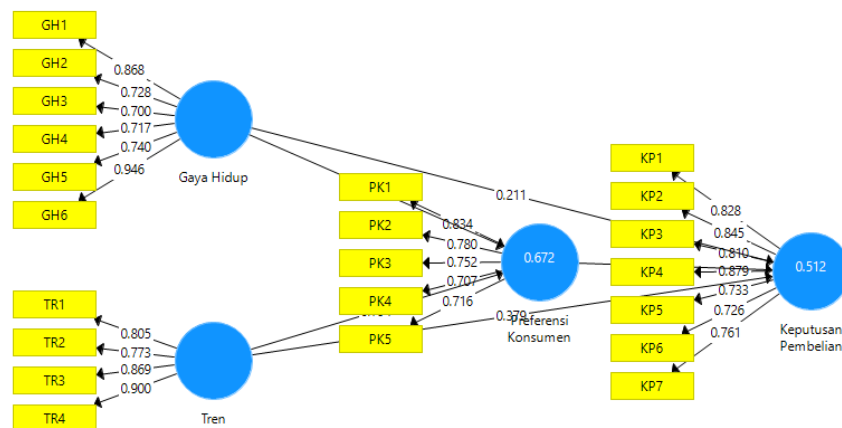 GH1
GH2
GH3
GH4
GH5
GH6
0.868
0.728
0.700
0.717
0.740
0.946
Gaya Hidup
TR1
TR2
TR3
TR4
0.805
0.773
0.869
0.900
Tren
PK1
PK2
PK3
PK4
PK5
0.834
0.780
0.752
0.707
0.716
0.672
Preferensi
Konsumen
0.211
0.379
KP1
KP2
KP3
KP4
KP5
KP6
KP7
0.828
0.845
0.810
0.879
0.733
0.726
0.761
0.512
Keputusan
Pembelian